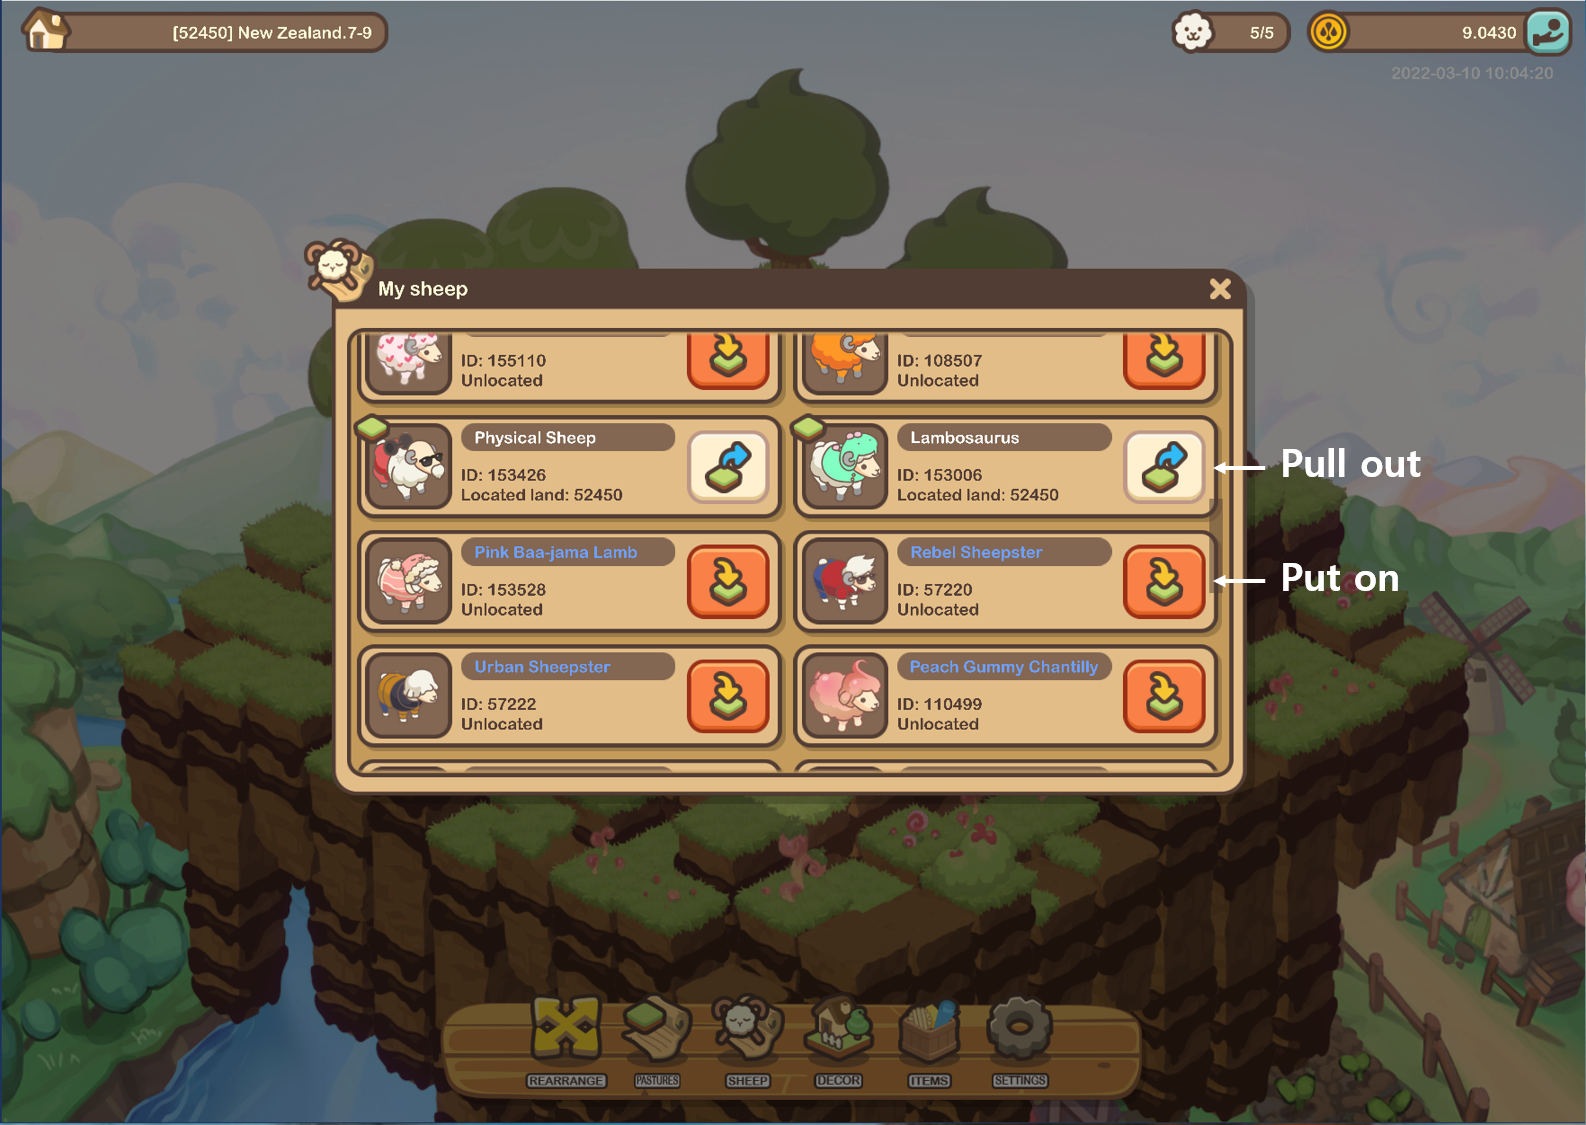 [52450] New Zealand.7-9
5/5
9.0430
2022-03-10 10:04:20
My sheep
ID: 155110
Unlocated
ID: 108507
Unlocated
Physical Sheep
ID: 153426
Located land: 52450
Lambosaurus
ID: 153006
Located land: 52450
Pull out
Pink Baa-jama Lamb
ID: 153528
Unlocated
Rebel Sheepster
ID: 57220
Unlocated
Put on
Urban Sheepster
ID: 57222
Unlocated
Peach Gummy Chantilly
ID: 110499
Unlocated
REARRANGE
PASTURES
SHEEP
DECOR
ITEMS
SETTINGS